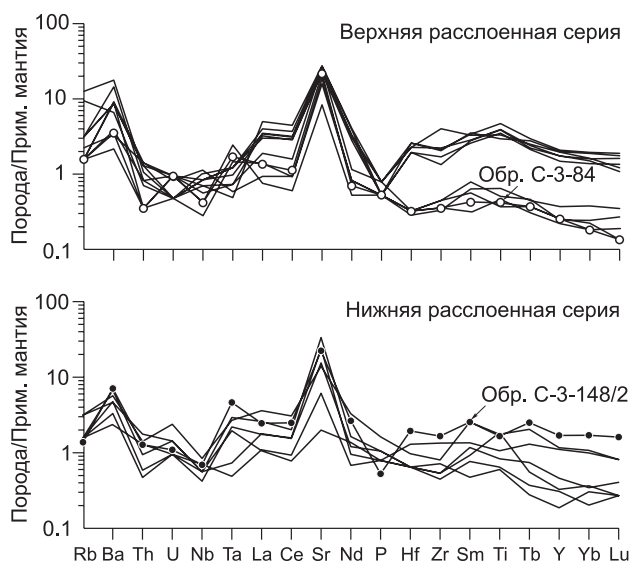 Верхняя расслоенная серия
Порода/Прим. мантия
100
10
1
0.1
Обр. С-3-84
Нижняя расслоенная серия
Порода/Прим. мантия
100
10
1
0.1
Обр. С-3-148/2
Rb Ba Th U Nb Ta La Ce Sr Nd P Hf Zr Sm Ti Tb Y Yb Lu